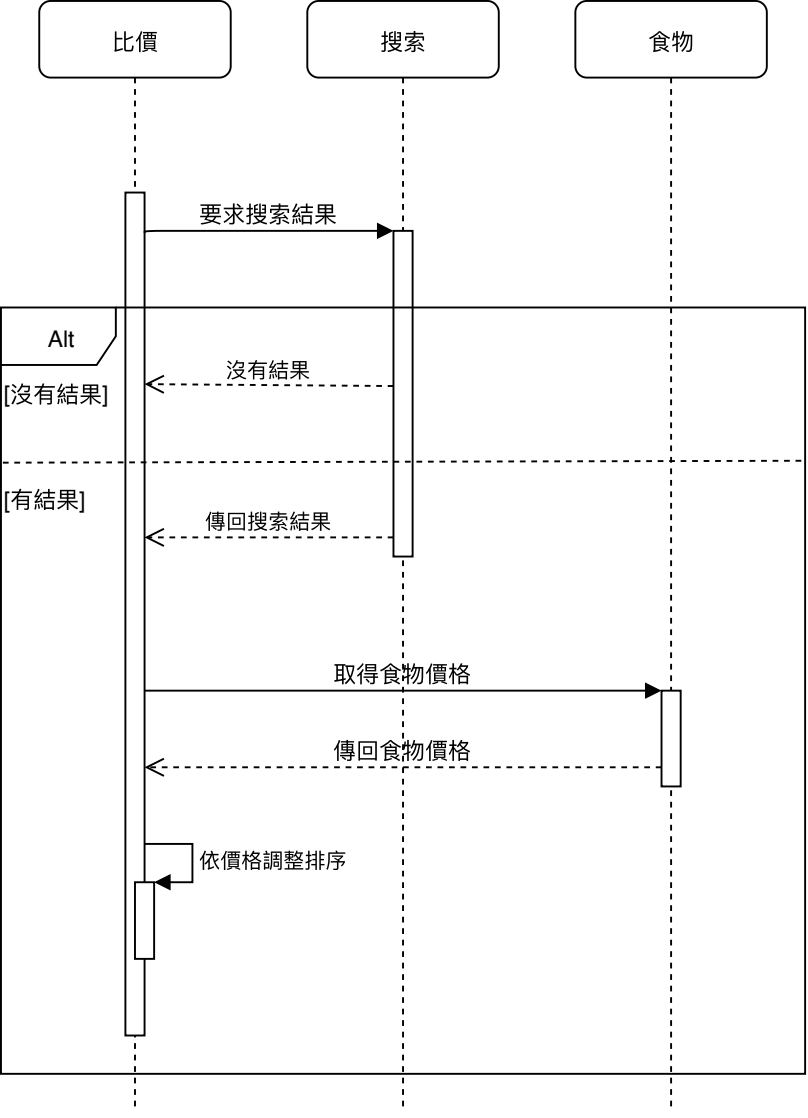 比價
搜索
食物
要求搜索結果
Alt
沒有結果
[沒有結果]
[有結果]
傳回搜索結果
取得食物價格
傳回食物價格
依價格調整排序